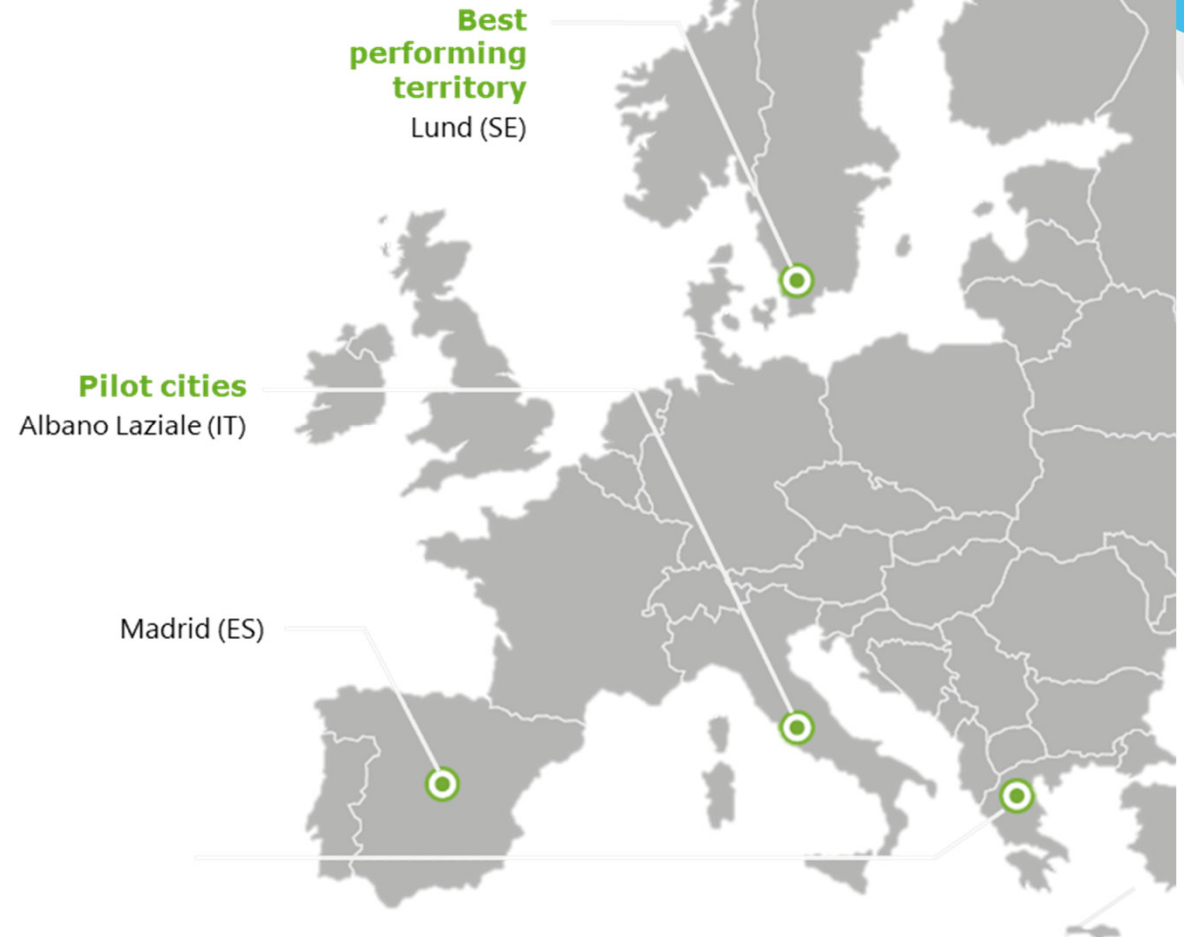 Best
performing
territory
Lund (SE)
Pilot cities
Albano Laziale (IT)
Madrid (ES)